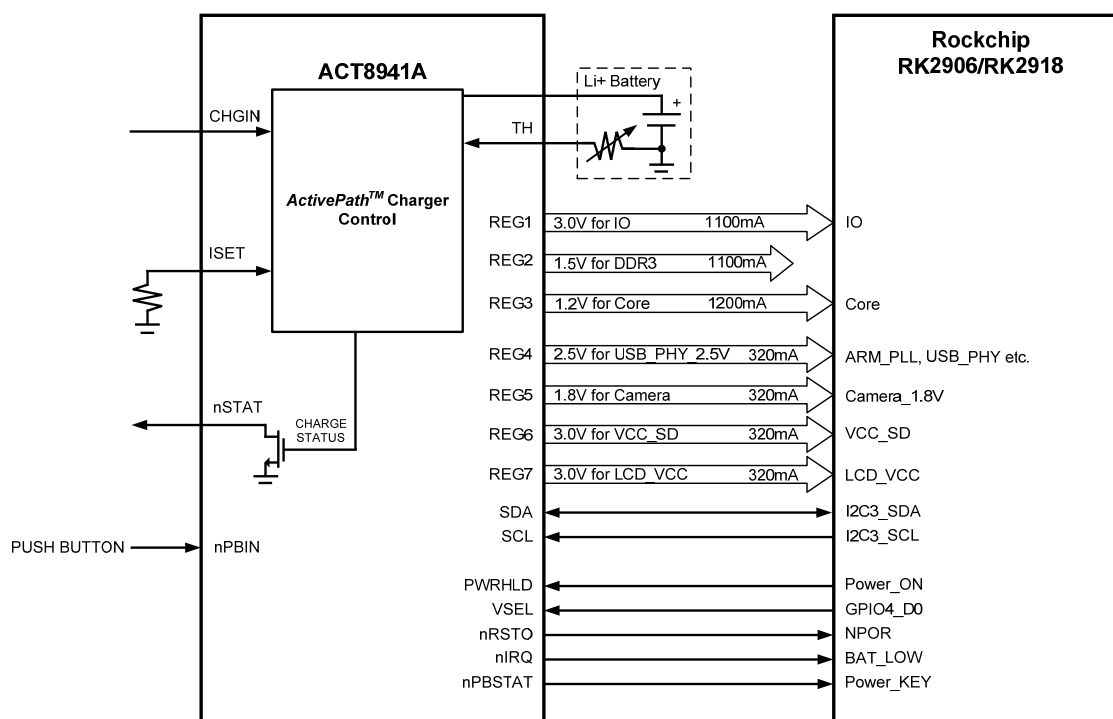 Rockchip
RK2906/RK2918
ACT8941A
Li+ Battery
+
CHGIN
TH
ActivePath™ Charger
Control
ISET
REG1 3.0V for IO 1100mA IO
REG2 1.5V for DDR3 1100mA
REG3 1.2V for Core 1200mA Core
REG4 2.5V for USB_PHY_2.5V 320mA ARM_PLL, USB_PHY etc.
REG5 1.8V for Camera 320mA Camera_1.8V
nSTAT
CHARGE
STATUS
REG6 3.0V for VCC_SD 320mA VCC_SD
REG7 3.0V for LCD_VCC 320mA LCD_VCC
SDA I2C3_SDA
SCL I2C3_SCL
PUSH BUTTON nPBIN
PWRHLD Power_ON
VSEL GPIO4_D0
nRSTO NPOR
nIRQ BAT_LOW
nPBSTAT Power_KEY